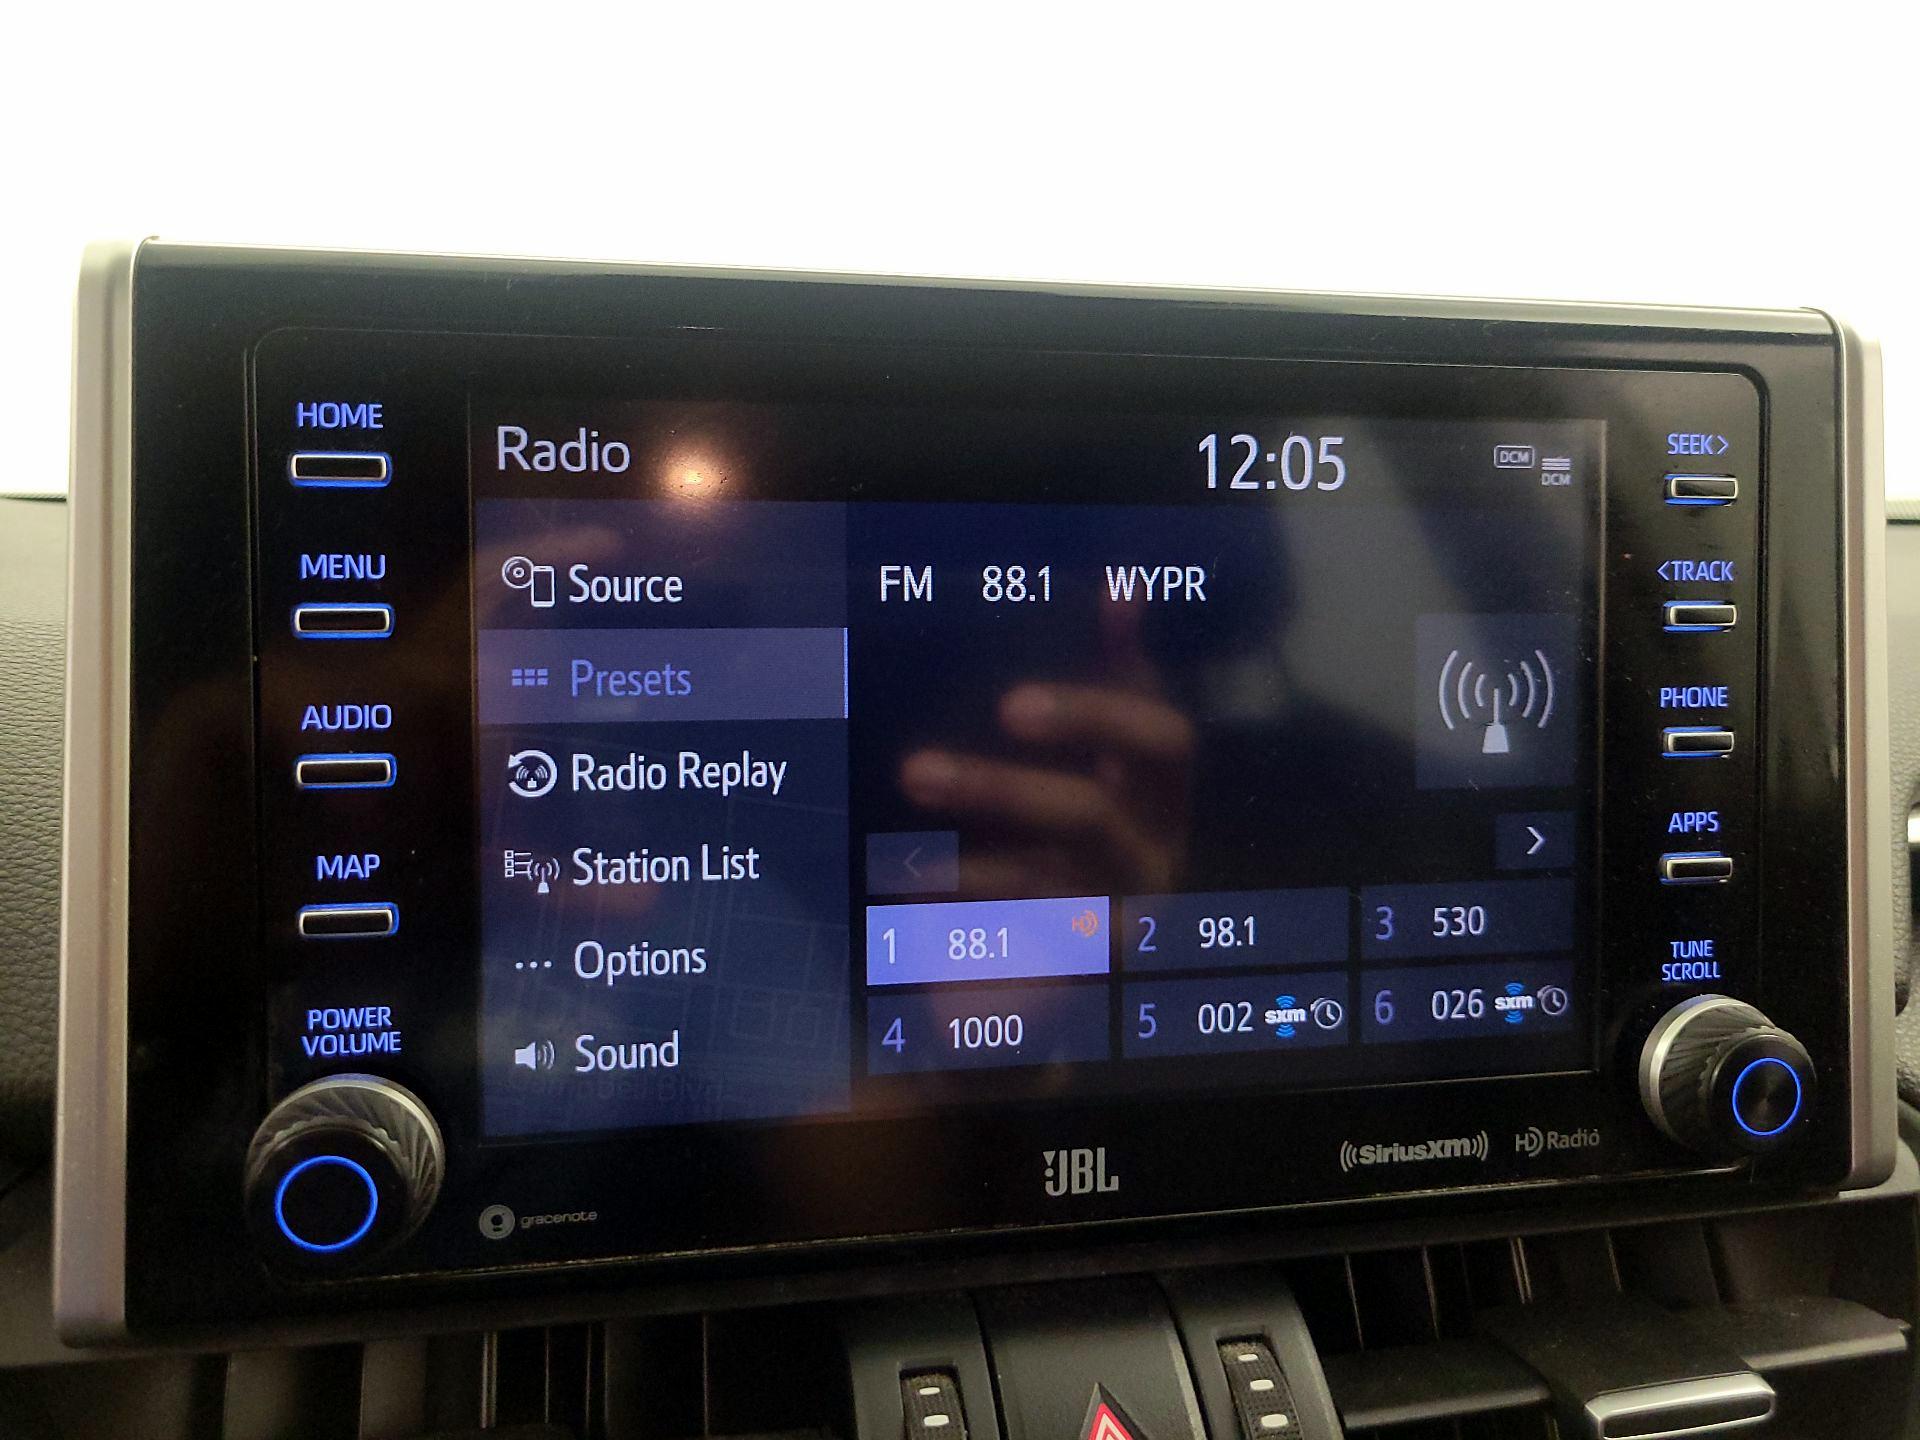 HOME
MENU
AUDIO
MAP
POWER
VOLUME
Radio
12:05
DCM
DCM
Source
Presets
Radio Replay
Station List
... Options
Sound
FM 88.1 WYPR
<
>
1 88.1 HD
2 98.1
3 530
4 1000
5 002 sxm
6 026 sxm
SEEK>
<TRACK
PHONE
APPS
TUNE
SCROLL
gracenote
JBL
((SiriusXM))
HD Radio